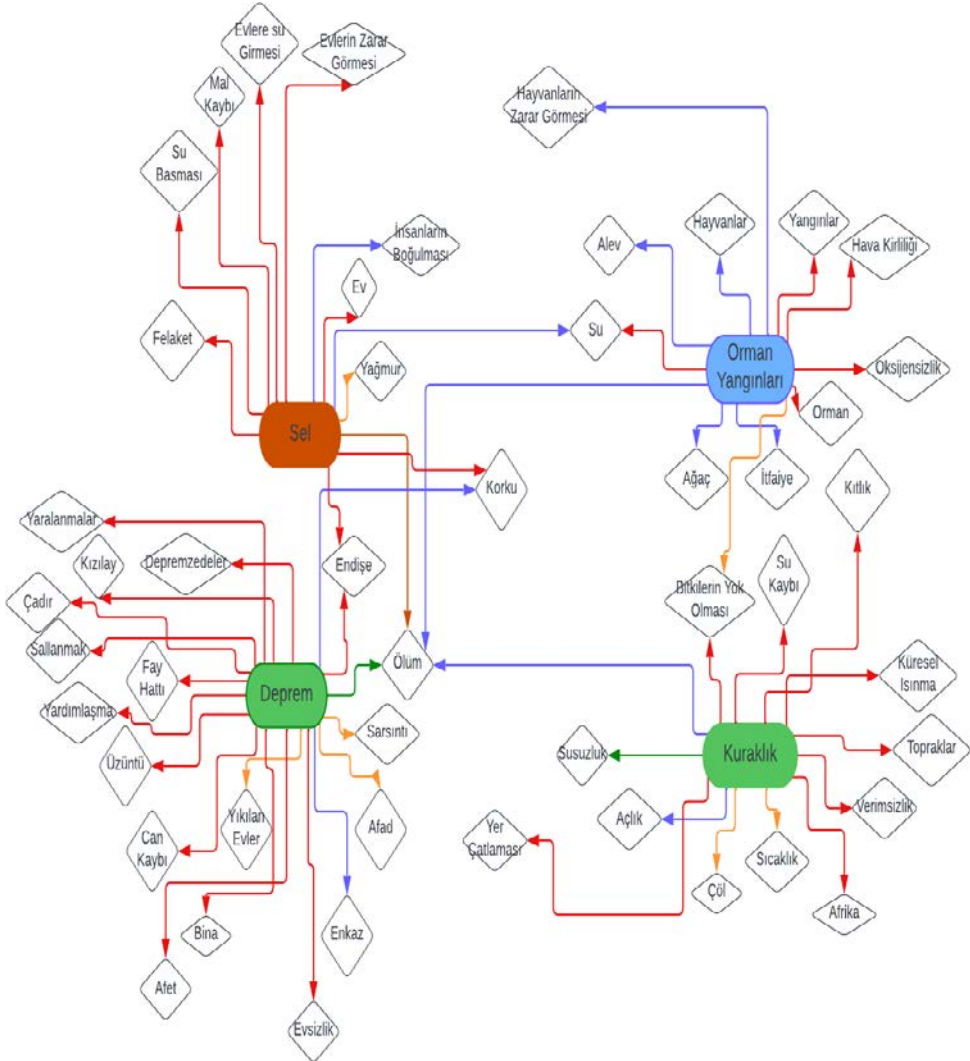 Evlere su
Girmesi
Evlerin Zarar
Görmesi
Mal
Kaybı
Hayvanların
Zarar Görmesi
Su
Basması
İnsanların
Boğulması
Hayvanlar
Yangınlar
Alev
Hava Kirliliği
Ev
Felaket
Su
Yağmur
Orman
Yangınları
Oksijensizlik
Orman
Sel
Ağaç
İtfaiye
Korku
Kıtlık
Yaralanmalar
Kızılay
Depremzedeler
Endişe
Su
Kaybı
Bitkilerin Yok
Olması
Çadır
Sallanmak
Ölüm
Fay
Hattı
Deprem
Küresel
Isınma
Yardımlaşma
Sarsıntı
Topraklar
Kuraklık
Susuzluk
Üzüntü
Verimsizlik
Açlık
Yıkılan
Evler
Afad
Can
Kaybı
Yer
Çatlaması
Sıcaklık
Çöl
Afrika
Bina
Enkaz
Afet
Evsizlik